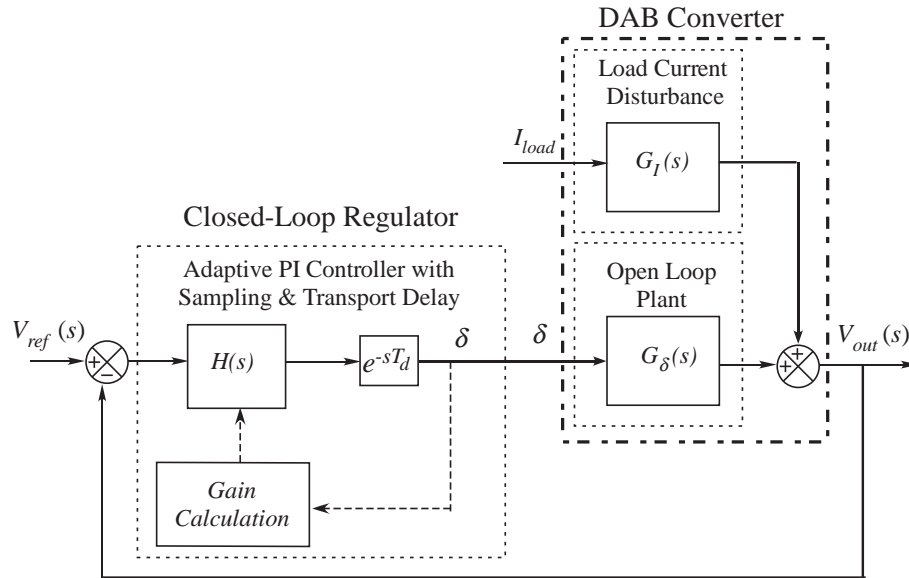 DAB Converter
Load Current
Disturbance
I_load
G_I(s)
Closed-Loop Regulator
Adaptive PI Controller with
Sampling & Transport Delay
Open Loop
Plant
V_ref (s)
+
−
H(s)
e^-sT_d
δ
δ
G_δ(s)
+
+
V_out (s)
Gain
Calculation